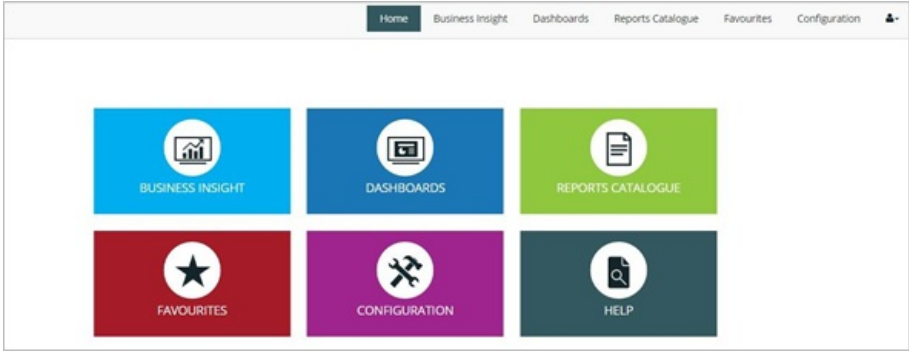 Home Business Insight Dashboards Reports Catalogue Favourites Configuration
BUSINESS INSIGHT DASHBOARDS REPORTS CATALOGUE
FAVOURITES CONFIGURATION HELP